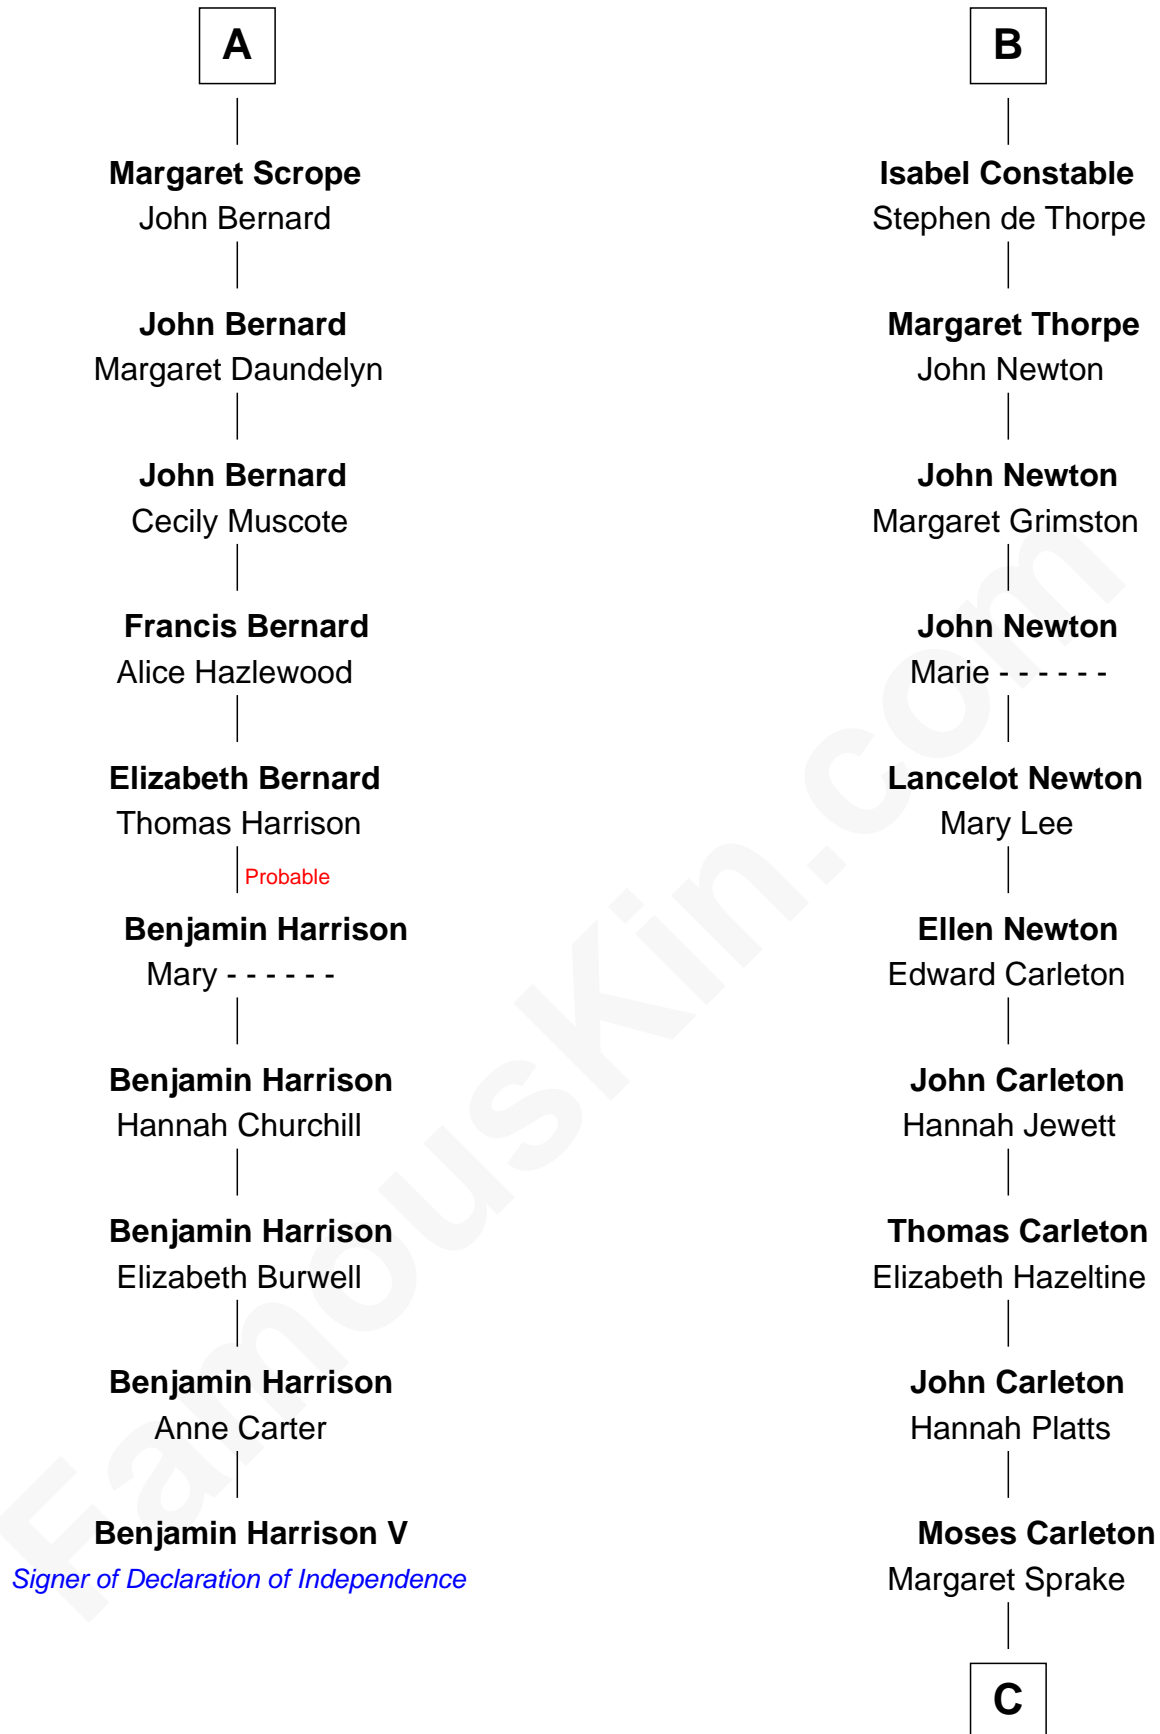 A
Margaret Scrope
John Bernard
John Bernard
Margaret Daundelyn
John Bernard
Cecily Muscote
Francis Bernard
Alice Hazlewood
Elizabeth Bernard
Thomas Harrison
Probable
Benjamin Harrison
Mary - - - - - -
Benjamin Harrison
Hannah Churchill
Benjamin Harrison
Elizabeth Burwell
Benjamin Harrison
Anne Carter
Benjamin Harrison V
Signer of Declaration of Independence
B
Isabel Constable
Stephen de Thorpe
Margaret Thorpe
John Newton
John Newton
Margaret Grimston
John Newton
Marie - - - - - -
Lancelot Newton
Mary Lee
Ellen Newton
Edward Carleton
John Carleton
Hannah Jewett
Thomas Carleton
Elizabeth Hazeltine
John Carleton
Hannah Platts
Moses Carleton
Margaret Sprake
C
FamousKin.com